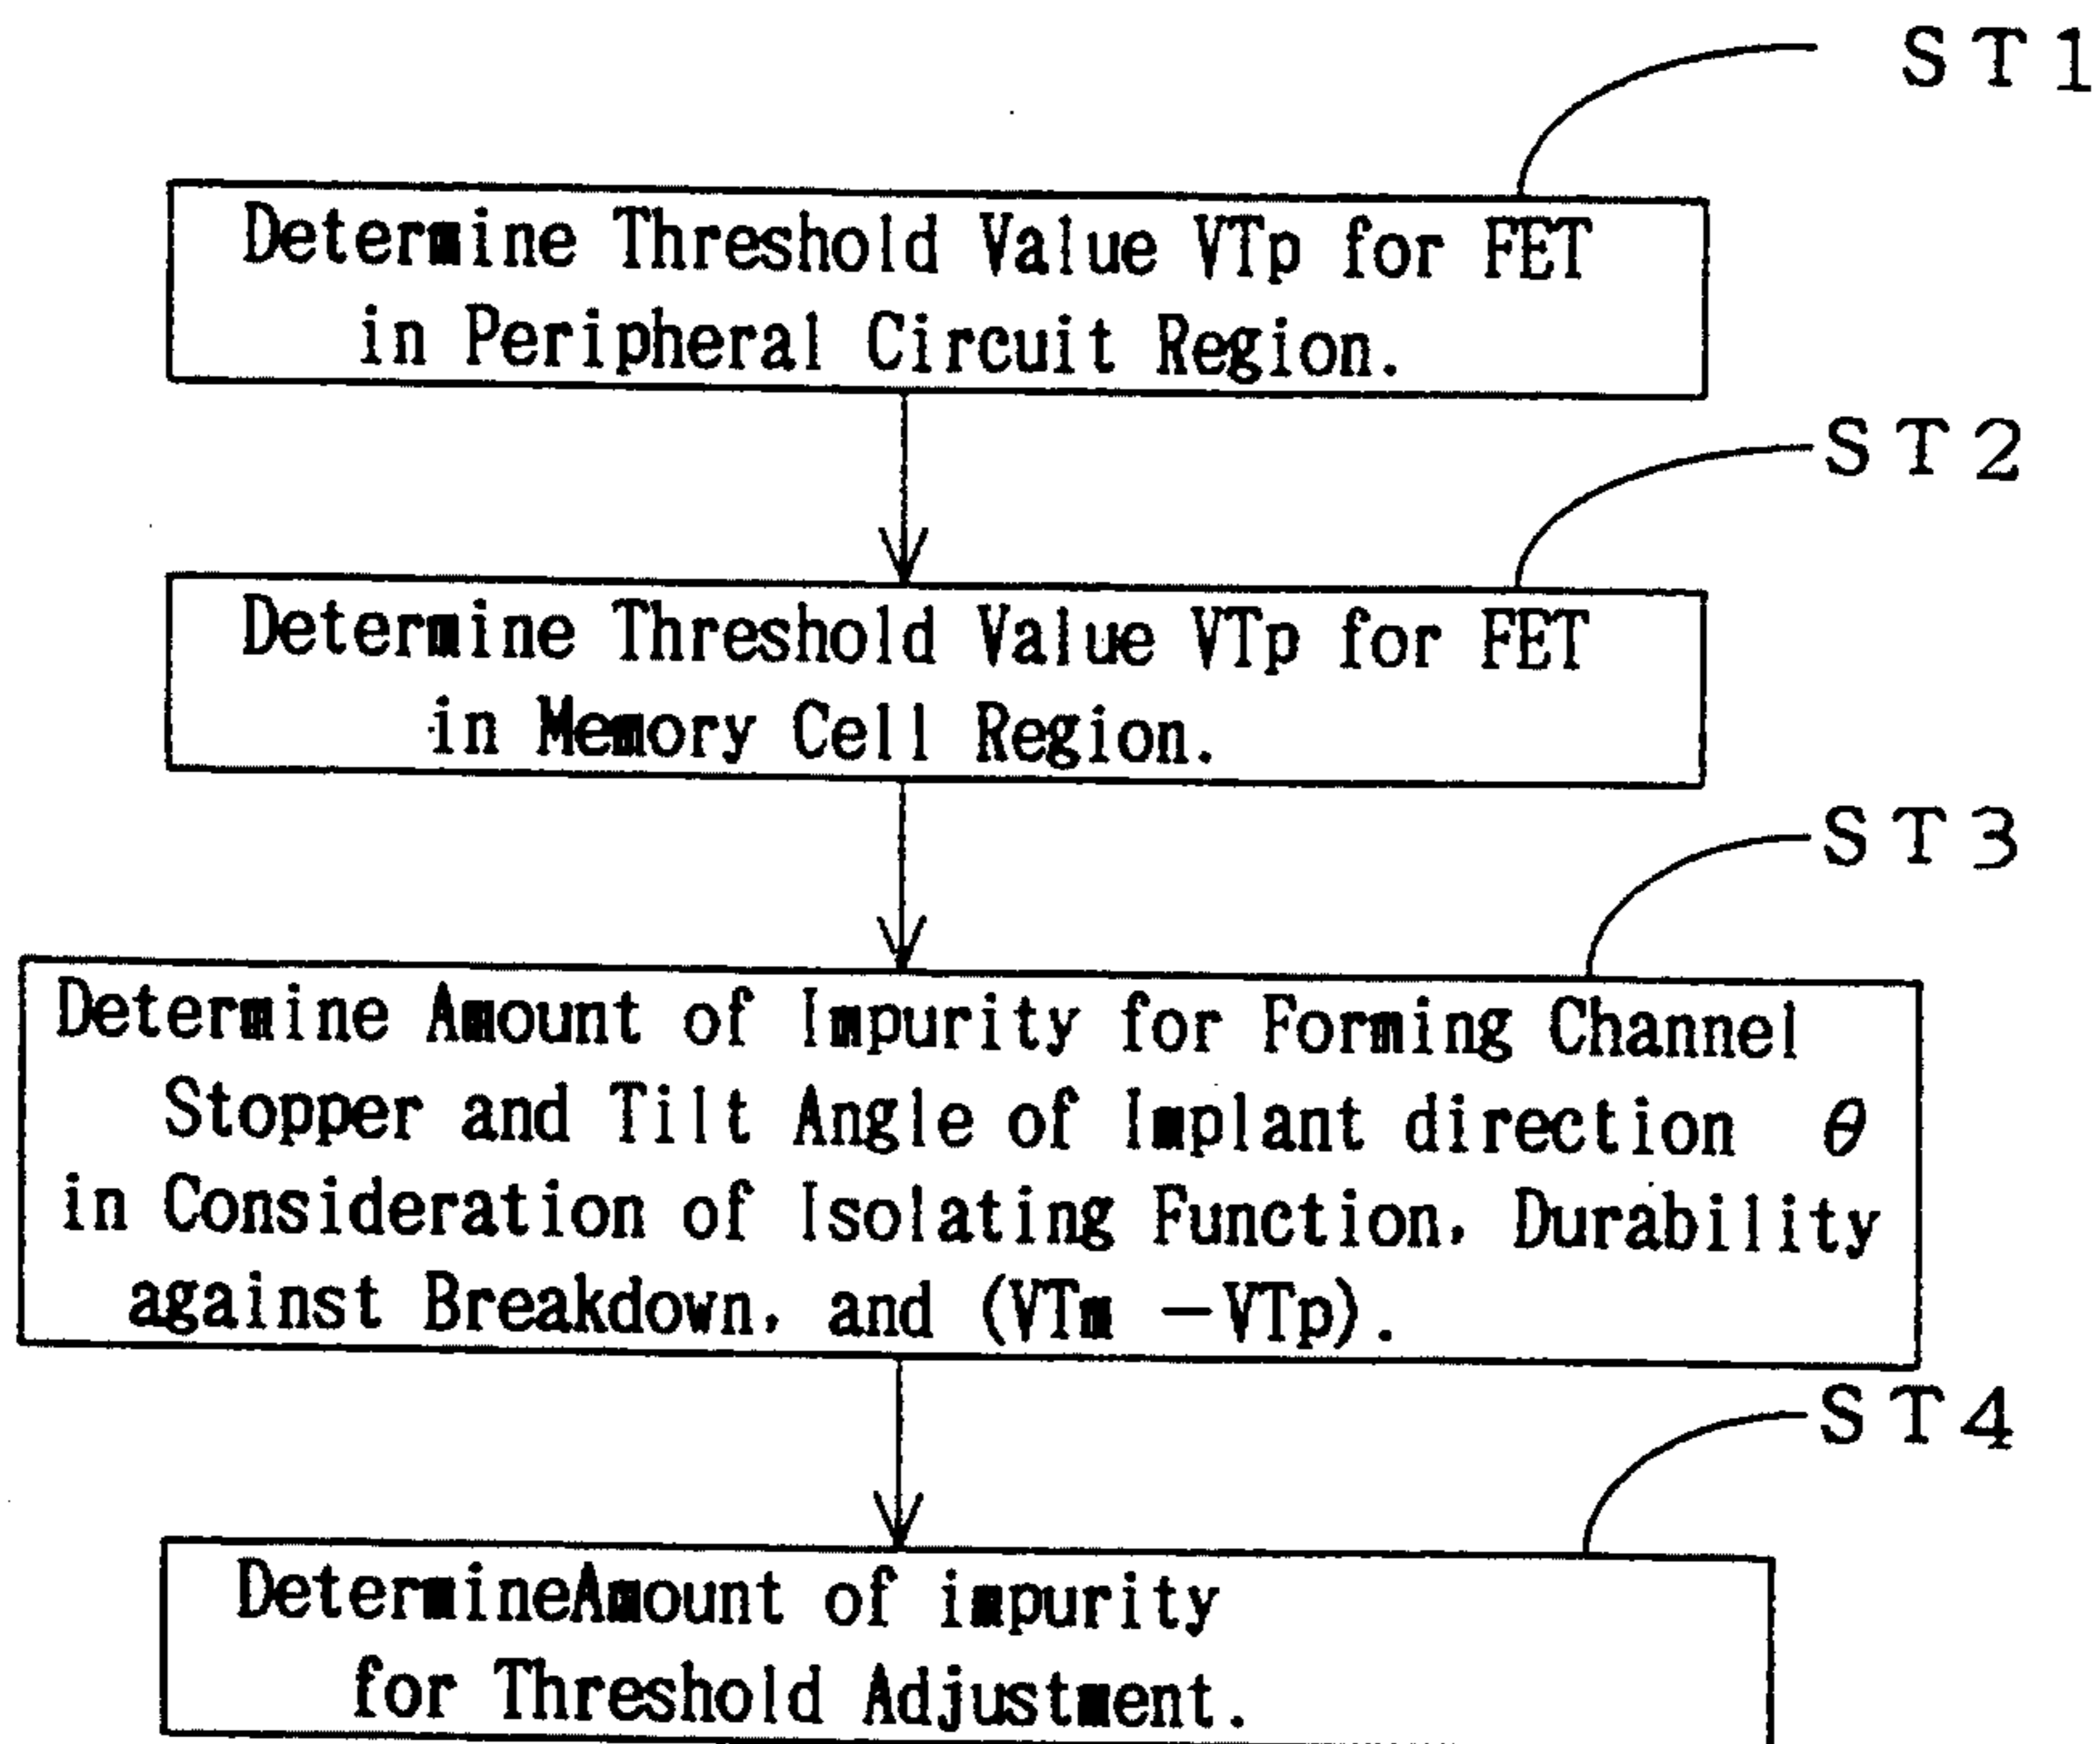 ST1
Determine Threshold Value VTp for FET
in Peripheral Circuit Region.
ST2
Determine Threshold Value VTp for FET
in Memory Cell Region.
ST3
Determine Amount of Impurity for Forming Channel
Stopper and Tilt Angle of Implant direction θ
in Consideration of Isolating Function, Durability
against Breakdown, and (VTm －VTp).
ST4
DetermineAmount of impurity
for Threshold Adjustment.